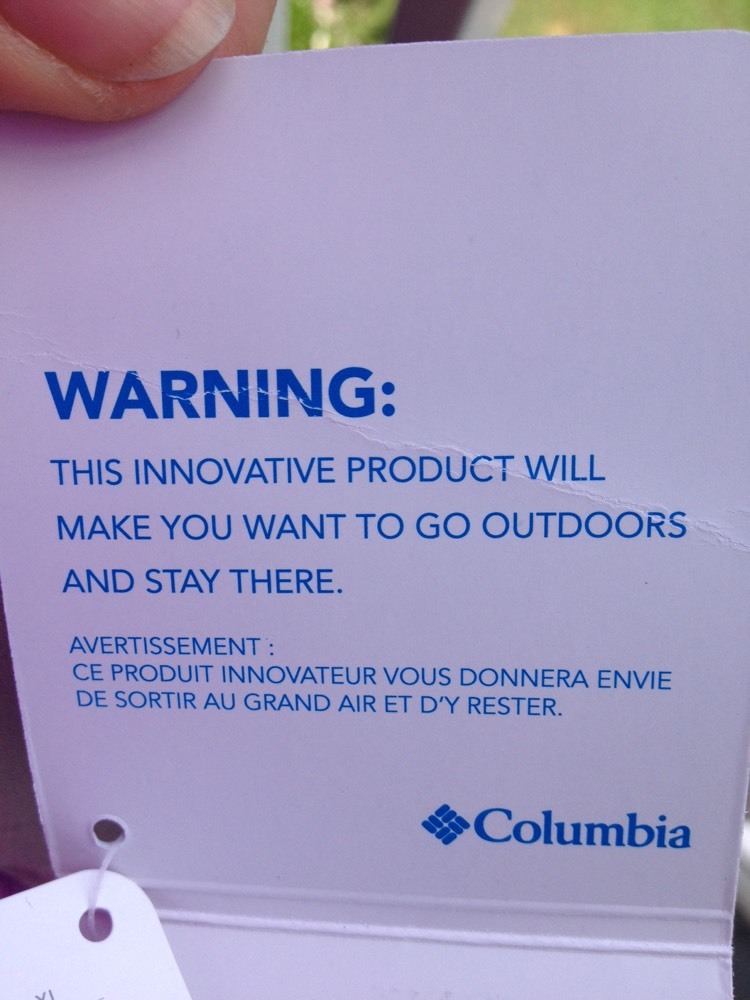 WARNING:
THIS INNOVATIVE PRODUCT WILL
MAKE YOU WANT TO GO OUTDOORS
AND STAY THERE.
AVERTISSEMENT :
CE PRODUIT INNOVATEUR VOUS DONNERA ENVIE
DE SORTIR AU GRAND AIR ET D'Y RESTER.
Columbia